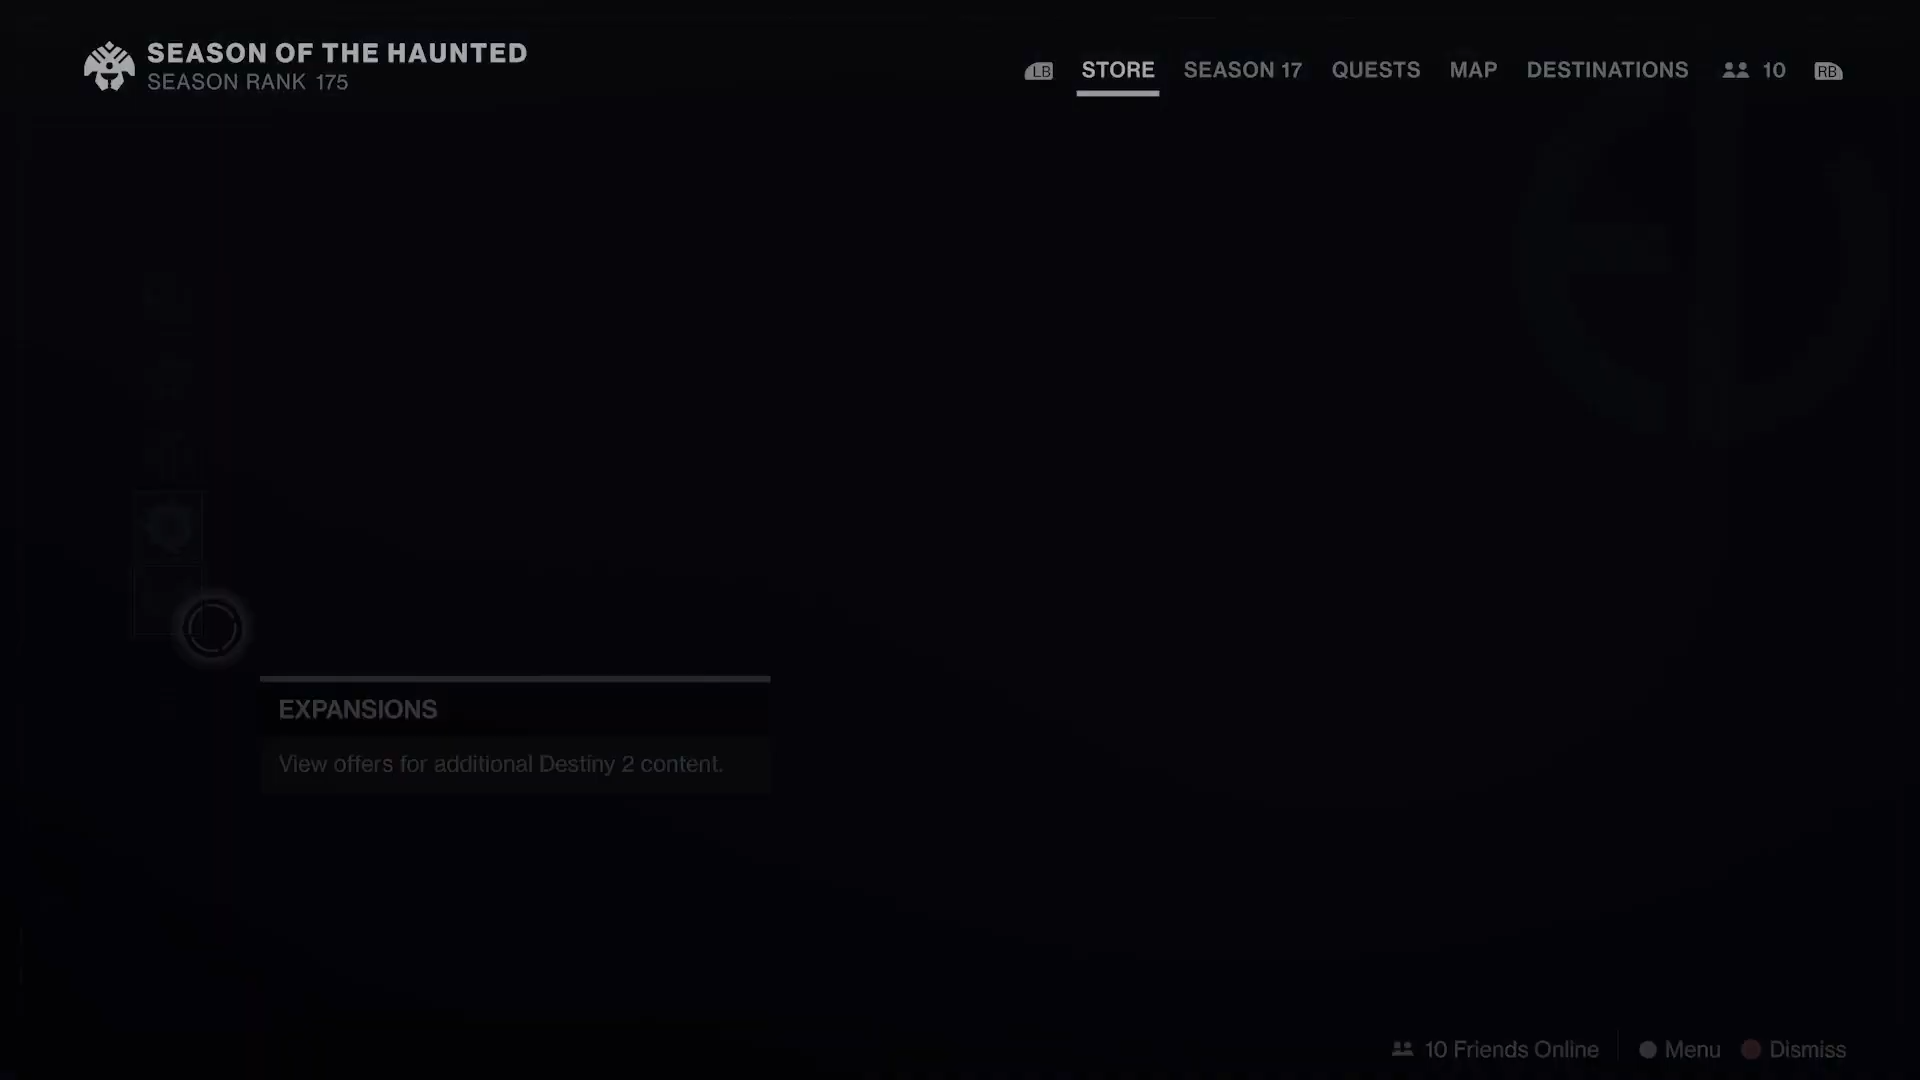 SEASON OF THE HAUNTED
SEASON RANK 175
LB STORE SEASON 17 QUESTS MAP DESTINATIONS 10 RB
EXPANSIONS
View offers for additional Destiny 2 content.
10 Friends Online Menu Dismiss